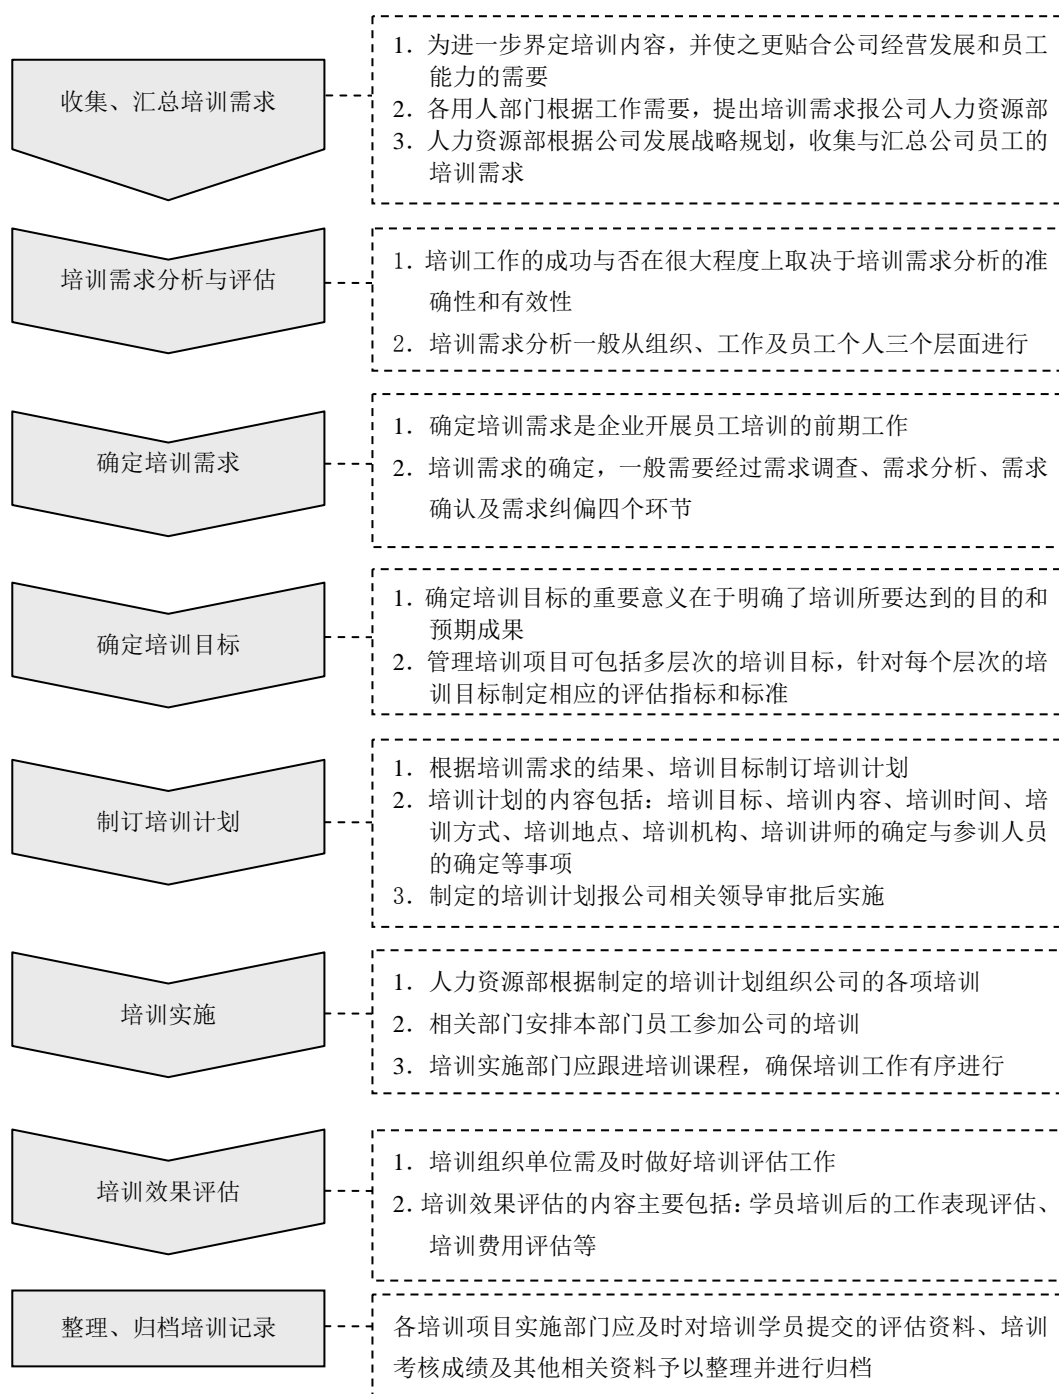 收集、汇总培训需求
1. 为进一步界定培训内容，并使之更贴合公司经营发展和员工
能力的需要
2. 各用人部门根据工作需要，提出培训需求报公司人力资源部
3. 人力资源部根据公司发展战略规划，收集与汇总公司员工的
培训需求
培训需求分析与评估
1. 培训工作的成功与否在很大程度上取决于培训需求分析的准
确性和有效性
2. 培训需求分析一般从组织、工作及员工个人三个层面进行
确定培训需求
1. 确定培训需求是企业开展员工培训的前期工作
2. 培训需求的确定，一般需要经过需求调查、需求分析、需求
确认及需求纠偏四个环节
确定培训目标
1. 确定培训目标的重要意义在于明确了培训所要达到的目的和
预期成果
2. 管理培训项目可包括多层次的培训目标，针对每个层次的培
训目标制定相应的评估指标和标准
制订培训计划
1. 根据培训需求的结果、培训目标制订培训计划
2. 培训计划的内容包括：培训目标、培训内容、培训时间、培
训方式、培训地点、培训机构、培训讲师的确定与参训人员
的确定等事项
3. 制定的培训计划报公司相关领导审批后实施
培训实施
1. 人力资源部根据制定的培训计划组织公司的各项培训
2. 相关部门安排本部门员工参加公司的培训
3. 培训实施部门应跟进培训课程，确保培训工作有序进行
培训效果评估
1. 培训组织单位需及时做好培训评估工作
2. 培训效果评估的内容主要包括：学员培训后的工作表现评估、
培训费用评估等
整理、归档培训记录
各培训项目实施部门应及时对培训学员提交的评估资料、培训
考核成绩及其他相关资料予以整理并进行归档